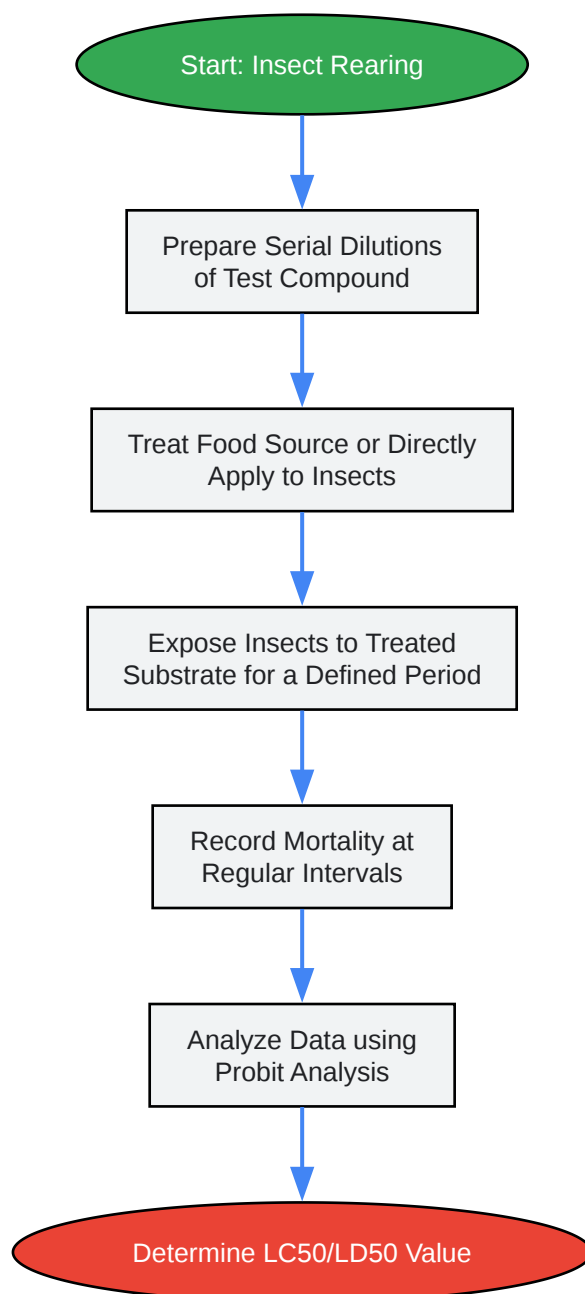 Start: Insect Rearing
Prepare Serial Dilutions
of Test Compound
Treat Food Source or Directly
Apply to Insects
Expose Insects to Treated
Substrate for a Defined Period
Record Mortality at
Regular Intervals
Analyze Data using
Probit Analysis
Determine LC50/LD50 Value